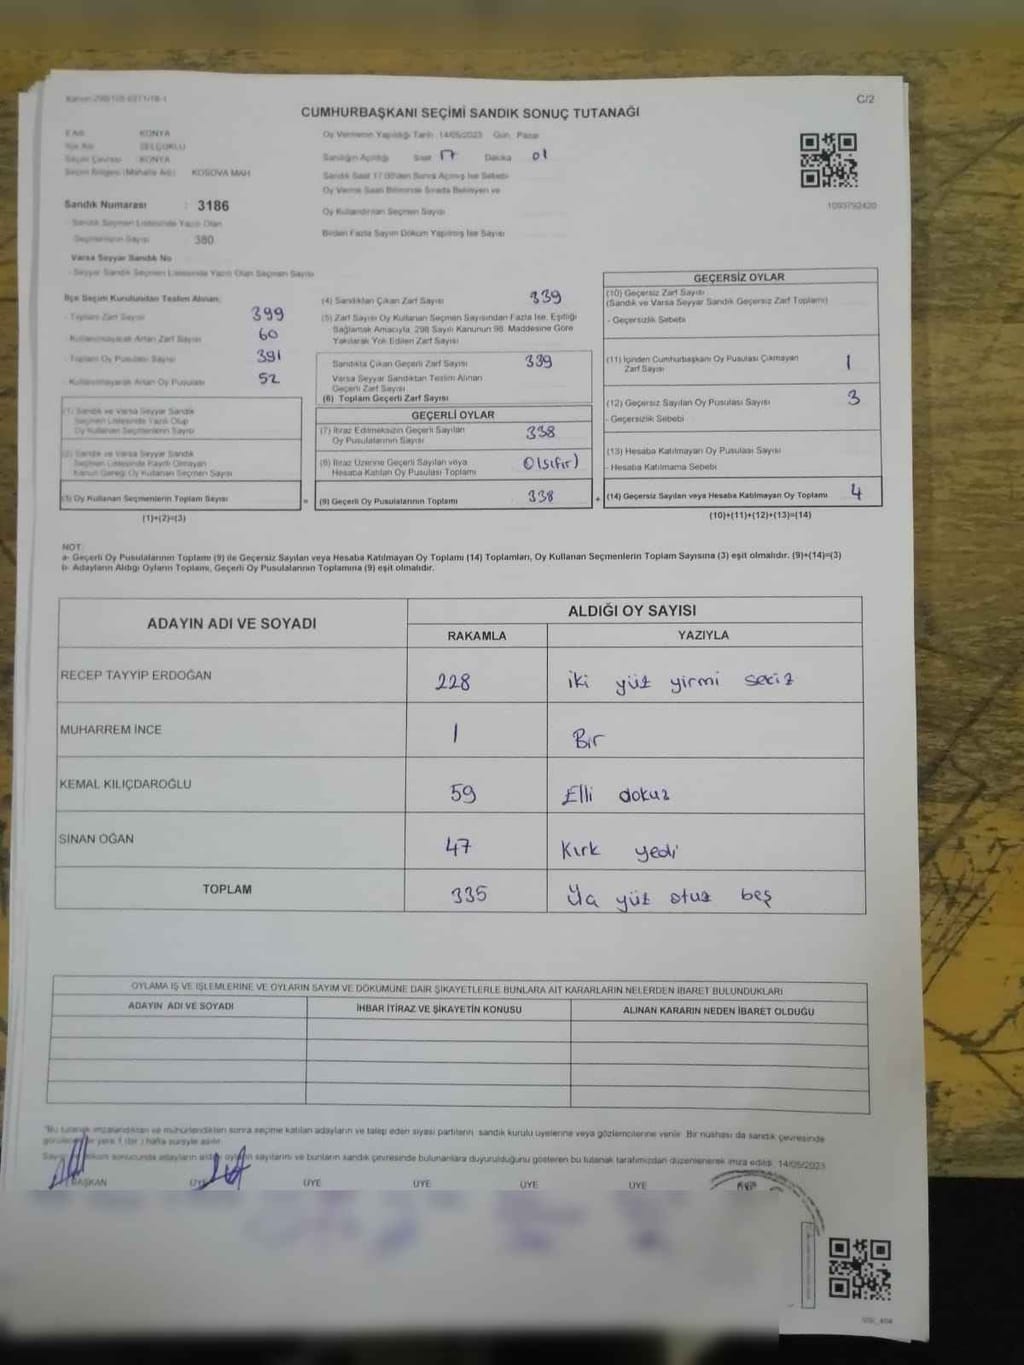 C/2
CUMHURBAŞKANI SEÇİMİ SANDIK SONUÇ TUTANAĞI
İl Adı KONYA
İlçe Adı SELÇUKLU
Seçim Çevresi KONYA
Seçim Bölgesi (Mahalle Adı) KOSOVA MAH
Sandık Numarası : 3186
Sandık Seçmen Listesinde Yazılı Olan
Seçmenlerin Sayısı 380
Varsa Seyyar Sandık No
- Seyyar Sandık Seçmen Listesinde Yazılı Olan Seçmen Sayısı
Oy Vermenin Yapıldığı Tarih : 14/05/2023 Gün : Pazar
Sandığın Açıldığı Saat 17 Dakika 01
Sandık Saat 17:00'den Sonra Açılmış İse Sebebi
Oy Verme Saati Bitiminde Sırada Bekleyen ve
Oy Kullandırılan Seçmen Sayısı
Birden Fazla Sayım Döküm Yapılmış İse Sayısı
1093792420
İlçe Seçim Kurulundan Teslim Alınan:
- Toplam Zarf Sayısı 399
- Kullanılmayarak Artan Zarf Sayısı 60
- Toplam Oy Pusulası Sayısı 391
- Kullanılmayarak Artan Oy Pusulası 52
(1) Sandık ve Varsa Seyyar Sandık
Seçmen Listesinde Yazılı Olup
Oy Kullanan Seçmenlerin Sayısı
(2) Sandık ve Varsa Seyyar Sandık
Seçmen Listesinde Kayıtlı Olmayan
Kanun Gereği Oy Kullanan Seçmen Sayısı
(3) Oy Kullanan Seçmenlerin Toplam Sayısı
(1)+(2)=(3)
(4) Sandıktan Çıkan Zarf Sayısı 339
(5) Zarf Sayısı Oy Kullanan Seçmen Sayısından Fazla İse, Eşitliği
Sağlamak Amacıyla, 298 Sayılı Kanunun 98. Maddesine Göre
Yakılarak Yok Edilen Zarf Sayısı
Sandıkta Çıkan Geçerli Zarf Sayısı 339
Varsa Seyyar Sandıktan Teslim Alınan
Geçerli Zarf Sayısı
(6) Toplam Geçerli Zarf Sayısı
GEÇERLİ OYLAR
(7) İtiraz Edilmeksizin Geçerli Sayılan
Oy Pusulalarının Sayısı 338
(8) İtiraz Üzerine Geçerli Sayılan veya
Hesaba Katılan Oy Pusulası Toplamı 0(sıfır)
= (9) Geçerli Oy Pusulalarının Toplamı 338
GEÇERSİZ OYLAR
(10) Geçersiz Zarf Sayısı
(Sandık ve Varsa Seyyar Sandık Geçersiz Zarf Toplamı)
- Geçersizlik Sebebi
(11) İçinden Cumhurbaşkanı Oy Pusulası Çıkmayan
Zarf Sayısı 1
(12) Geçersiz Sayılan Oy Pusulası Sayısı 3
- Geçersizlik Sebebi
(13) Hesaba Katılmayan Oy Pusulası Sayısı
- Hesaba Katılmama Sebebi
+ (14) Geçersiz Sayılan veya Hesaba Katılmayan Oy Toplamı 4
(10)+(11)+(12)+(13)=(14)
NOT:
a- Geçerli Oy Pusulalarının Toplamı (9) ile Geçersiz Sayılan veya Hesaba Katılmayan Oy Toplamı (14) Toplamları, Oy Kullanan Seçmenlerin Toplam Sayısına (3) eşit olmalıdır. (9)+(14)=(3)
b- Adayların Aldığı Oyların Toplamı, Geçerli Oy Pusulalarının Toplamına (9) eşit olmalıdır.
ADAYIN ADI VE SOYADI
ALDIĞI OY SAYISI
RAKAMLA YAZIYLA
RECEP TAYYİP ERDOĞAN 228 iki yüz yirmi sekiz
MUHARREM İNCE 1 Bir
KEMAL KILIÇDAROĞLU 59 Elli dokuz
SİNAN OĞAN 47 Kırk yedi
TOPLAM 335 yüz otuz beş
OYLAMA İŞ VE İŞLEMLERİNE VE OYLARIN SAYIM VE DÖKÜMÜNE DAİR ŞİKAYETLERLE BUNLARA AİT KARARLARIN NELERDEN İBARET BULUNDUKLARI
ADAYIN ADI VE SOYADI İHBAR İTİRAZ VE ŞİKAYETİN KONUSU ALINAN KARARIN NEDEN İBARET OLDUĞU
"Bu tutanak imzalandıktan ve mühürlendikten sonra seçime katılan adayların ve talep eden siyasi partilerin, sandık kurulu üyelerine veya gözlemcilerine verilir. Bir nüshası da sandık çevresinde
hafta süreyle asılır.
döküm sonucunda adayların aldığı oyların sayılarını ve bunların sandık çevresinde bulunanlara duyurulduğunu gösteren bu tutanak tarafımızdan düzenlenerek imza edildi. 14/05/2023
BAŞKAN ÜYE ÜYE ÜYE ÜYE ÜYE